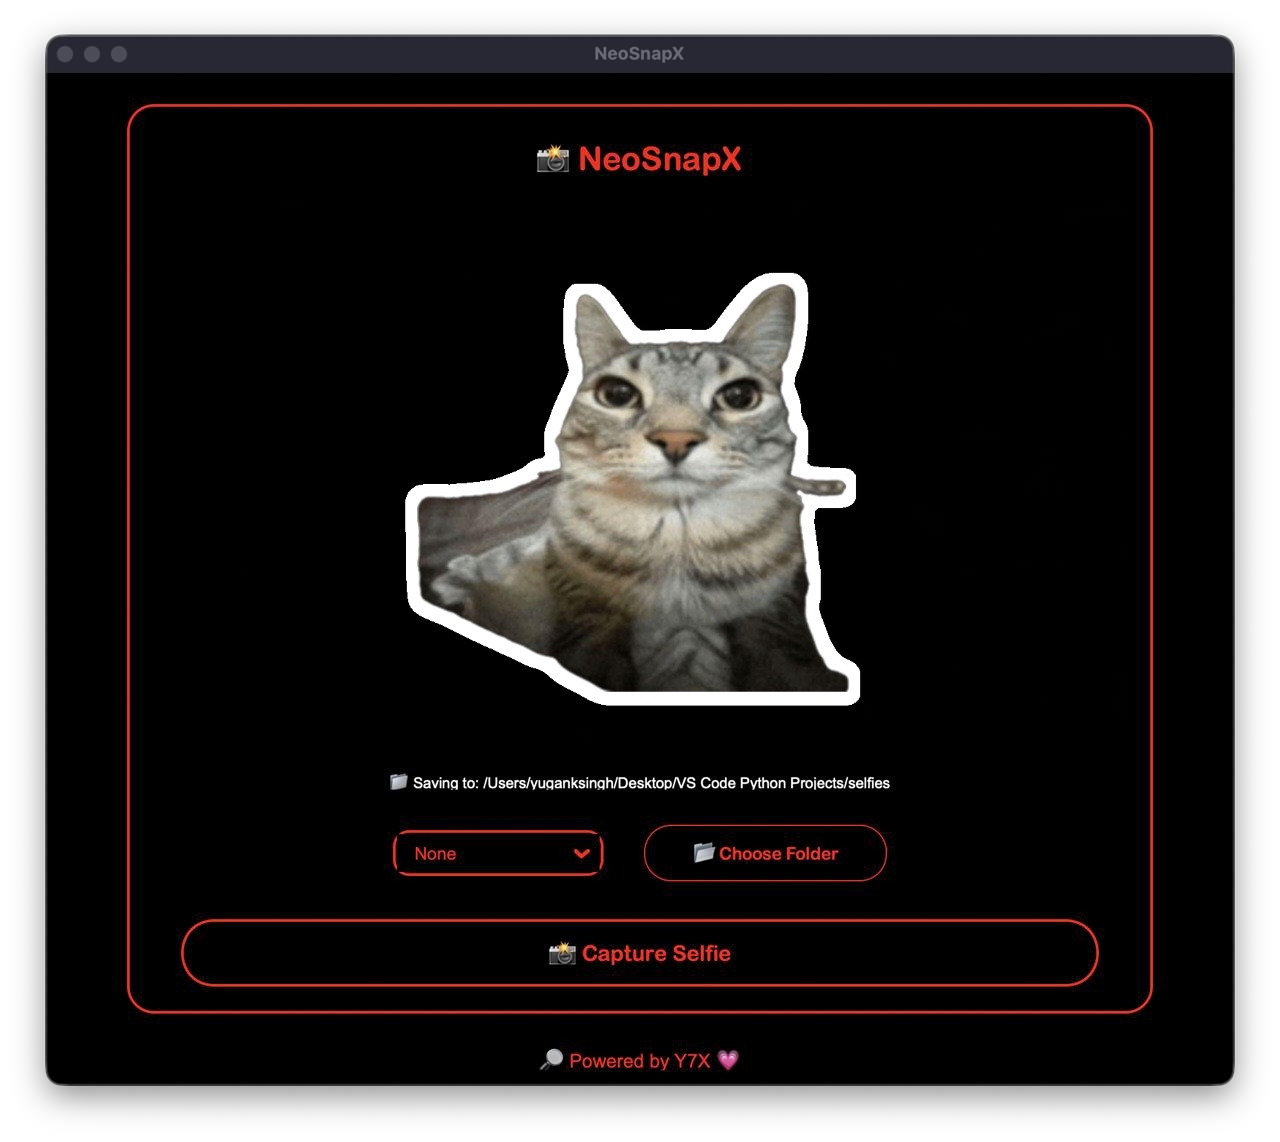 NeoSnapX
📸 NeoSnapX
📁 Saving to: /Users/yuganksingh/Desktop/VS Code Python Projects/selfies
None
📂 Choose Folder
📸 Capture Selfie
🔎 Powered by Y7X 💗